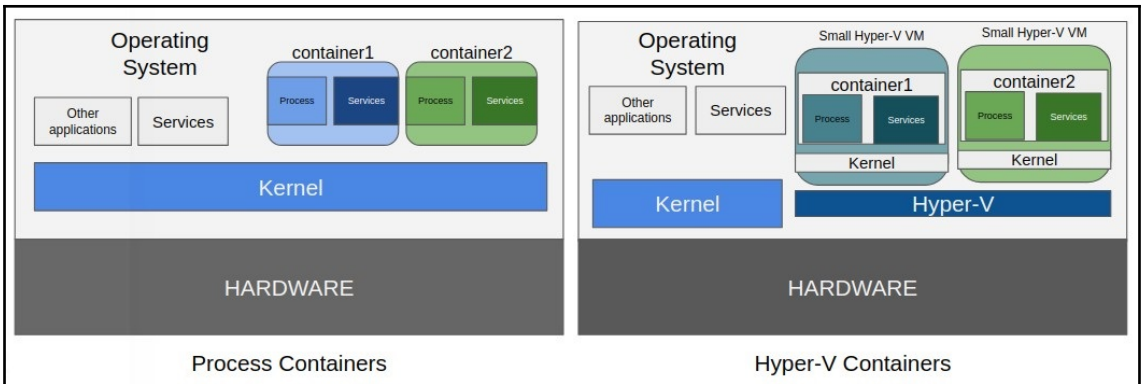 Operating
System
container1
container2
Process
Services
Process
Services
Other
applications
Services
Kernel
HARDWARE
Process Containers
Operating
System
Small Hyper-V VM
Small Hyper-V VM
container1
container2
Other
applications
Services
Process
Services
Process
Services
Kernel
Kernel
Kernel
Hyper-V
HARDWARE
Hyper-V Containers